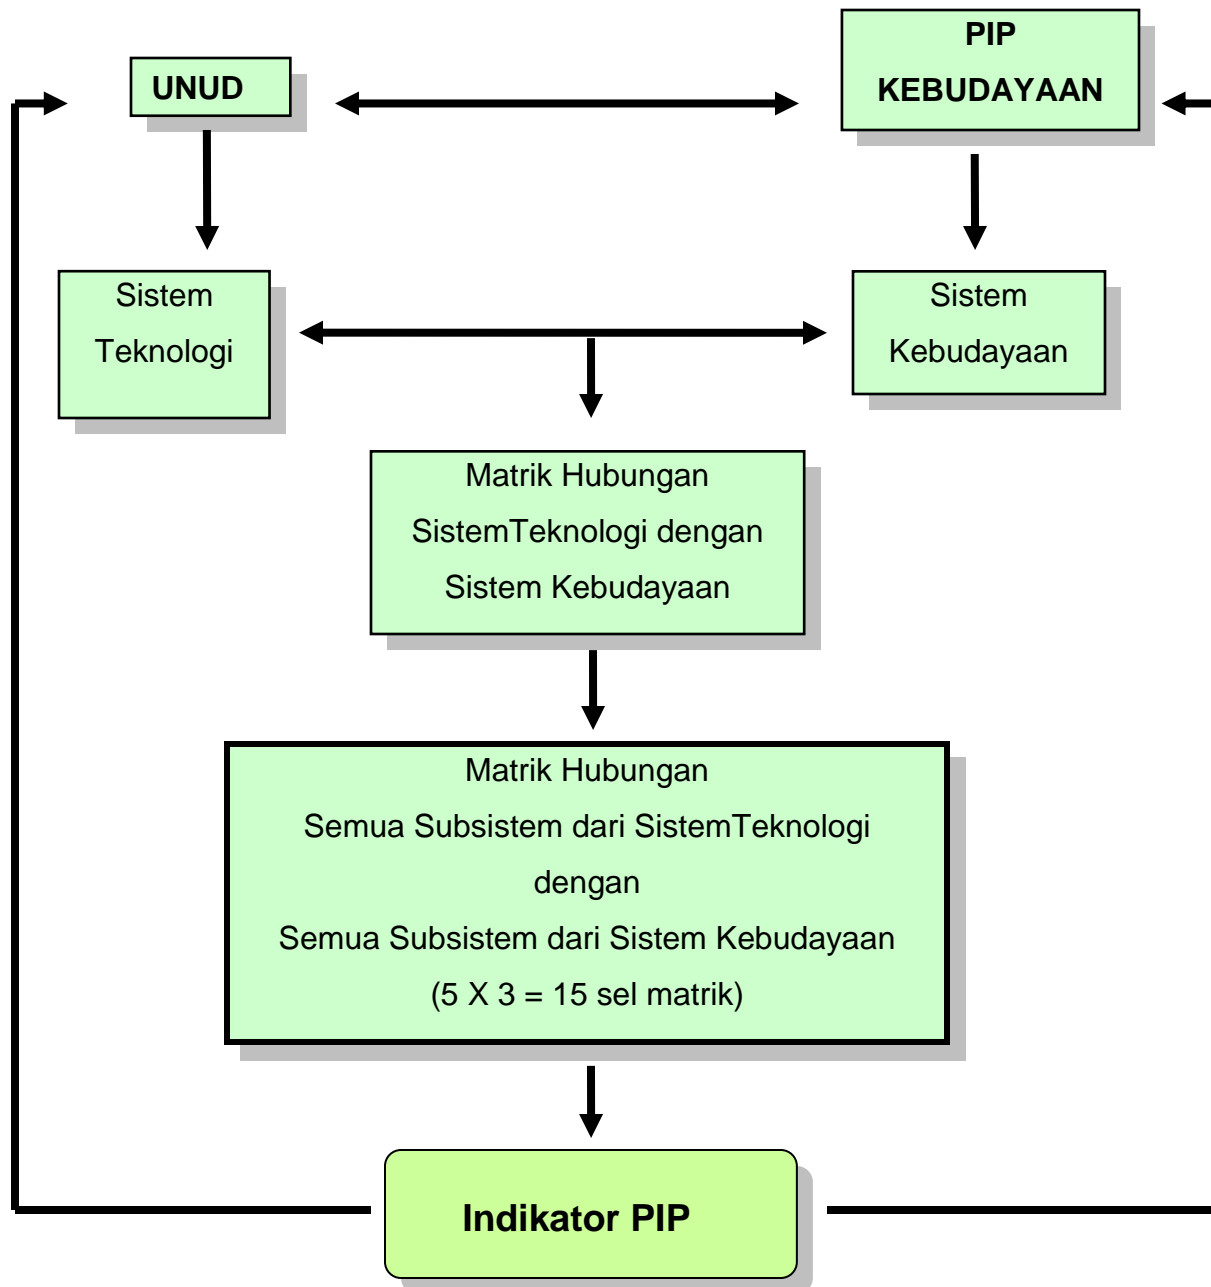 UNUD
PIP
KEBUDAYAAN
Sistem
Teknologi
Sistem
Kebudayaan
Matrik Hubungan
SistemTeknologi dengan
Sistem Kebudayaan
Matrik Hubungan
Semua Subsistem dari SistemTeknologi
dengan
Semua Subsistem dari Sistem Kebudayaan
(5 X 3 = 15 sel matrik)
Indikator PIP